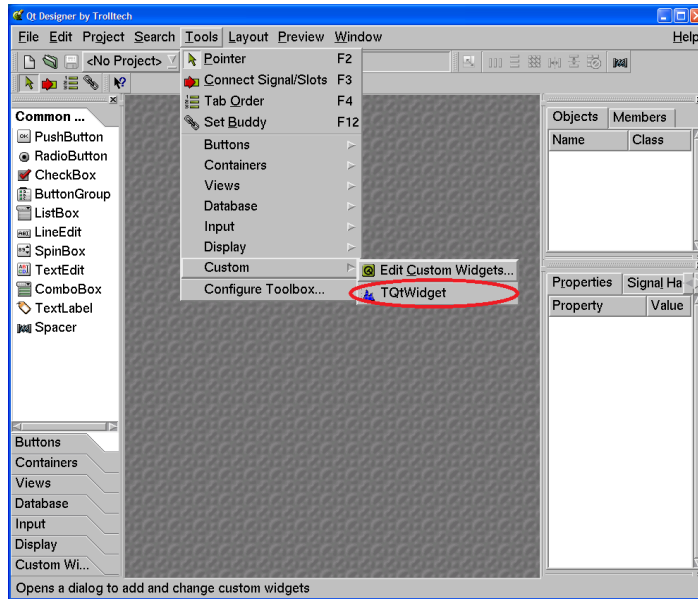 Qt Designer by Trolltech
File Edit Project Search Tools Layout Preview Window Help
<No Project>
Pointer F2
Connect Signal/Slots F3
Tab Order F4
Set Buddy F12
Buttons
Containers
Views
Database
Input
Display
Custom
Configure Toolbox...
Edit Custom Widgets...
TQtWidget
Common ...
PushButton
RadioButton
CheckBox
ButtonGroup
ListBox
LineEdit
SpinBox
TextEdit
ComboBox
TextLabel
Spacer
Buttons
Containers
Views
Database
Input
Display
Custom Wi...
Objects Members
Name Class
Properties Signal Ha
Property Value
Opens a dialog to add and change custom widgets